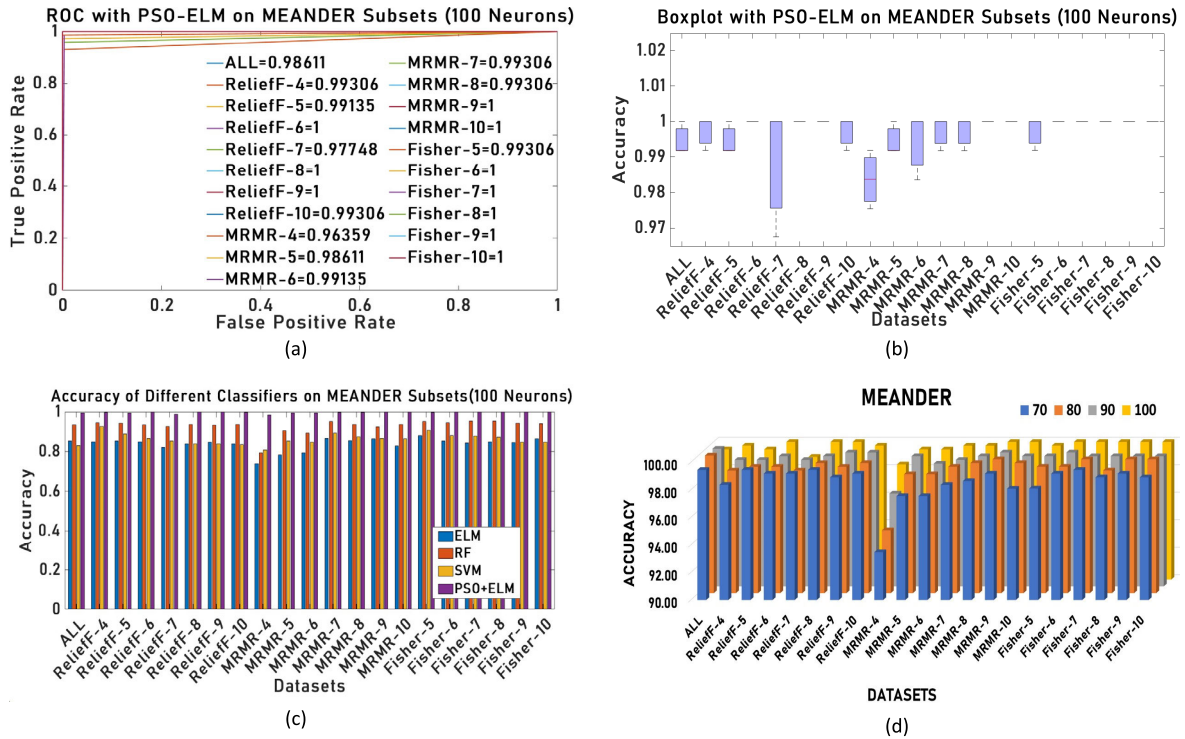 ROC with PSO-ELM on MEANDER Subsets (100 Neurons)
True Positive Rate
1
0.8
0.6
0.4
0.2
0
ALL=0.98611
ReliefF-4=0.99306
ReliefF-5=0.99135
ReliefF-6=1
ReliefF-7=0.97748
ReliefF-8=1
ReliefF-9=1
ReliefF-10=0.99306
MRMR-4=0.96359
MRMR-5=0.98611
MRMR-6=0.99135
MRMR-7=0.99306
MRMR-8=0.99306
MRMR-9=1
MRMR-10=1
Fisher-5=0.99306
Fisher-6=1
Fisher-7=1
Fisher-8=1
Fisher-9=1
Fisher-10=1
0
0.2
0.4
0.6
0.8
1
False Positive Rate
(a)
Boxplot with PSO-ELM on MEANDER Subsets (100 Neurons)
Accuracy
1.02
1.01
1
0.99
0.98
0.97
ALL
ReliefF-4
ReliefF-5
ReliefF-6
ReliefF-7
ReliefF-8
ReliefF-9
ReliefF-10
MRMR-4
MRMR-5
MRMR-6
MRMR-7
MRMR-8
MRMR-9
MRMR-10
Fisher-5
Fisher-6
Fisher-7
Fisher-8
Fisher-9
Fisher-10
Datasets
(b)
Accuracy of Different Classifiers on MEANDER Subsets(100 Neurons)
Accuracy
1
0.8
0.6
0.4
0.2
0
ELM
RF
SVM
PSO+ELM
ALL
ReliefF-4
ReliefF-5
ReliefF-6
ReliefF-7
ReliefF-8
ReliefF-9
ReliefF-10
MRMR-4
MRMR-5
MRMR-6
MRMR-7
MRMR-8
MRMR-9
MRMR-10
Fisher-5
Fisher-6
Fisher-7
Fisher-8
Fisher-9
Fisher-10
Datasets
(c)
MEANDER
70
80
90
100
ACCURACY
100.00
98.00
96.00
94.00
92.00
90.00
ALL
ReliefF-4
ReliefF-5
ReliefF-6
ReliefF-7
ReliefF-8
ReliefF-9
ReliefF-10
MRMR-4
MRMR-5
MRMR-6
MRMR-7
MRMR-8
MRMR-9
MRMR-10
Fisher-5
Fisher-6
Fisher-7
Fisher-8
Fisher-9
Fisher-10
DATASETS
(d)